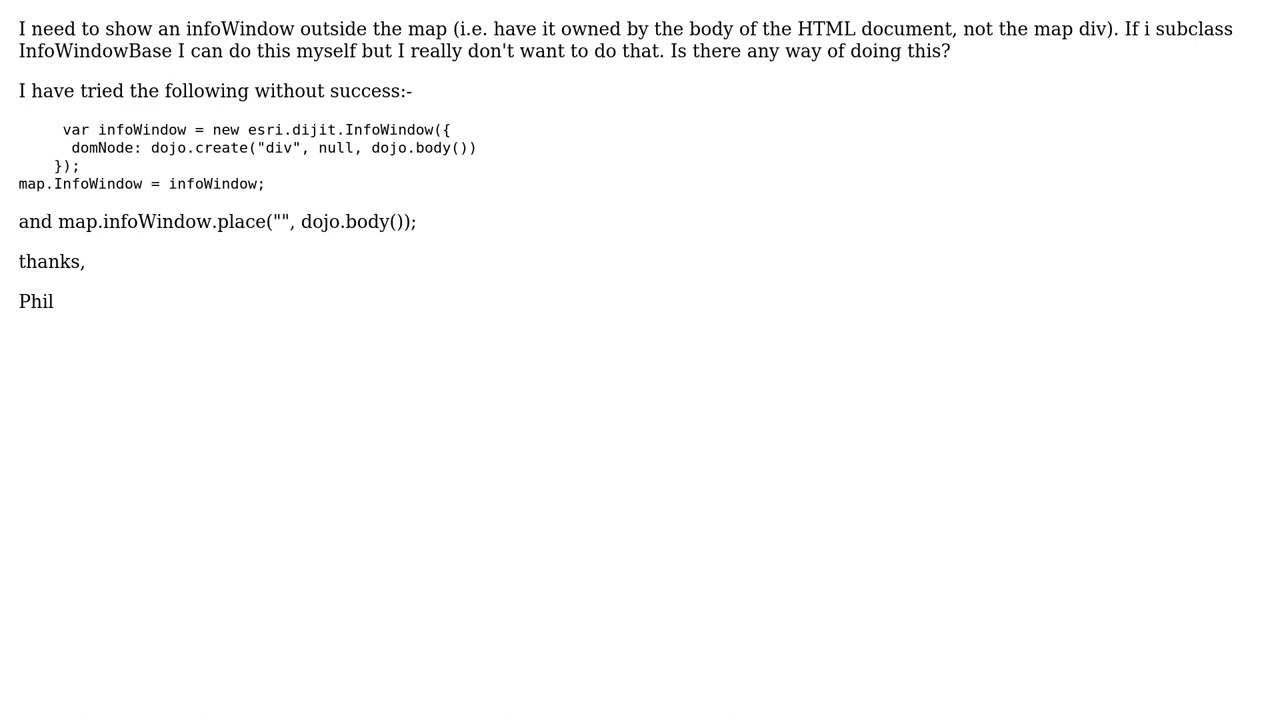 I need to show an infoWindow outside the map (i.e. have it owned by the body of the HTML document, not the map div). If i subclass
InfoWindowBase I can do this myself but I really don't want to do that. Is there any way of doing this?
I have tried the following without success:-
     var infoWindow = new esri.dijit.InfoWindow({
      domNode: dojo.create("div", null, dojo.body())
    });
map.InfoWindow = infoWindow;
and map.infoWindow.place("", dojo.body());
thanks,
Phil